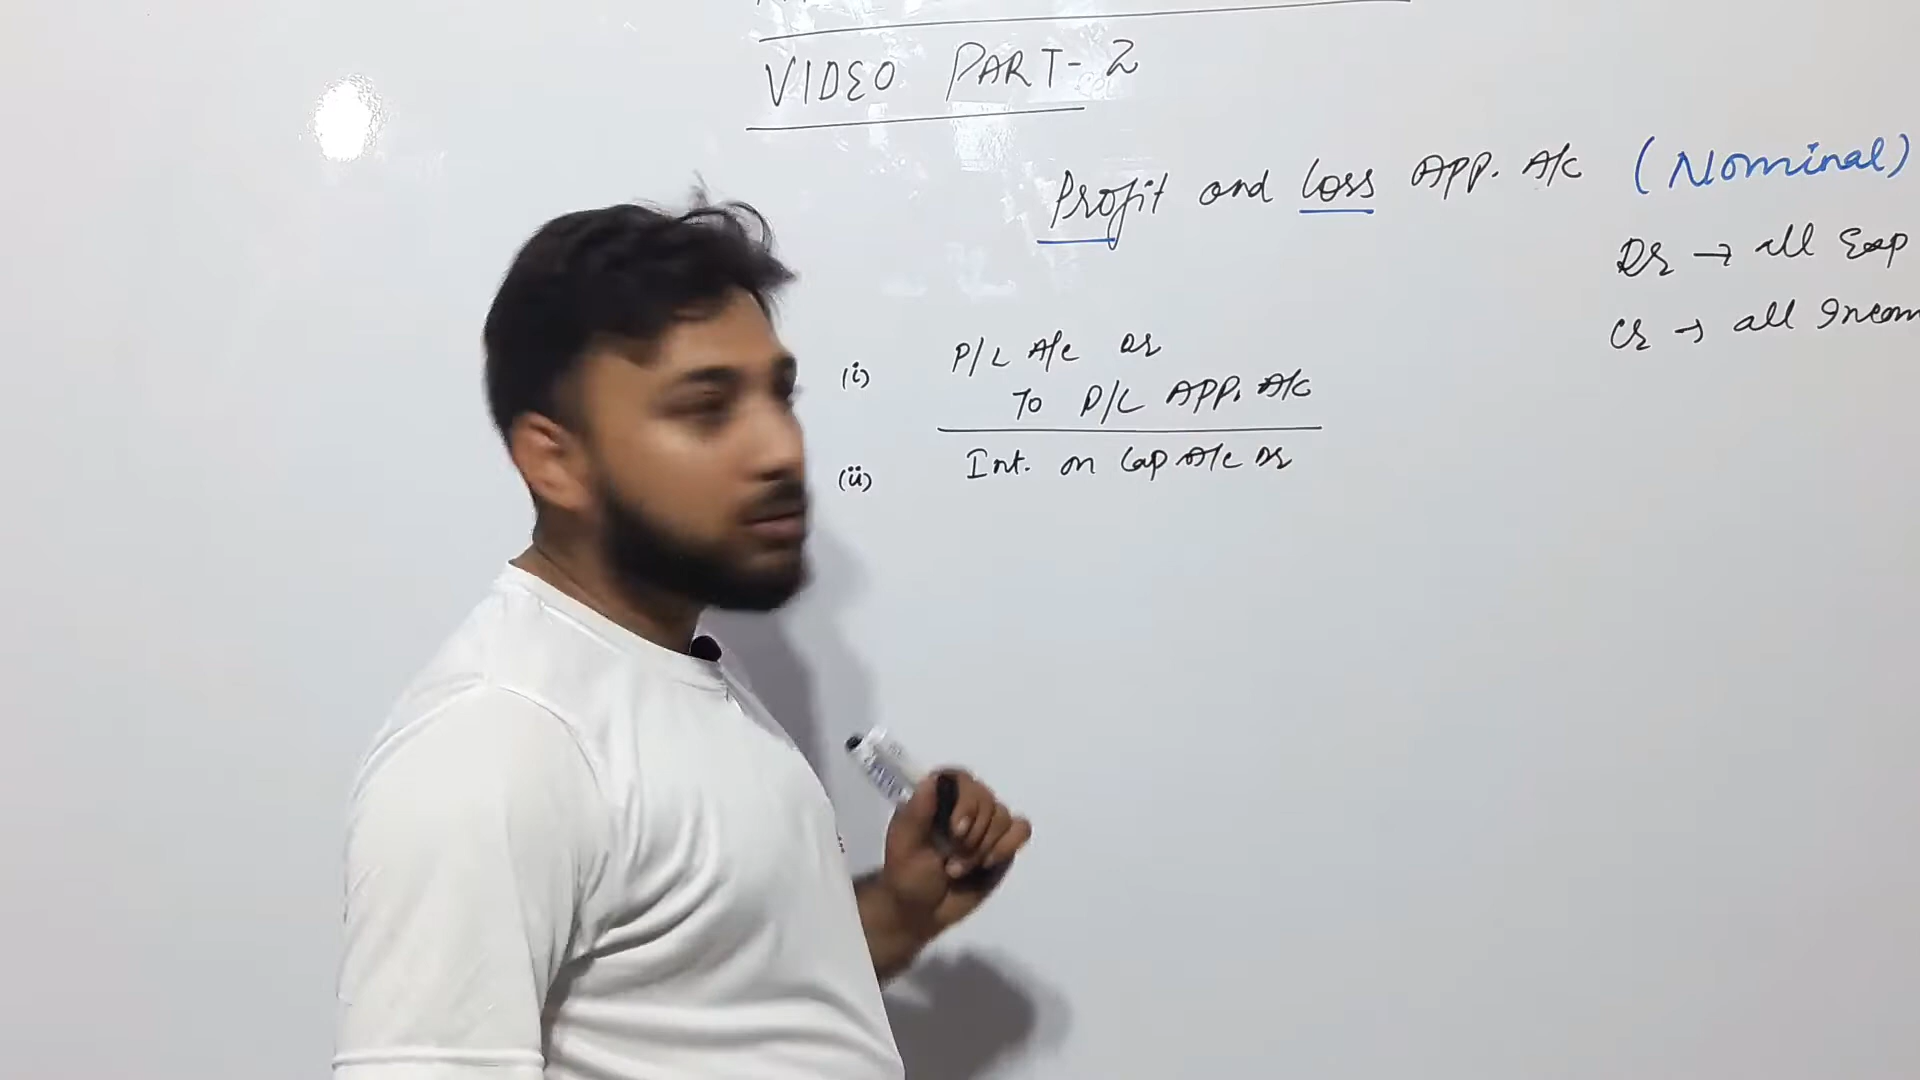 VIDEO PART-2
Profit and Loss APP. A/c (Nominal)
Dr → all Exp
Cr → all Incom
(i) P/L A/c Dr
To P/L APP. A/c
(ii) Int. on Cap A/c Dr